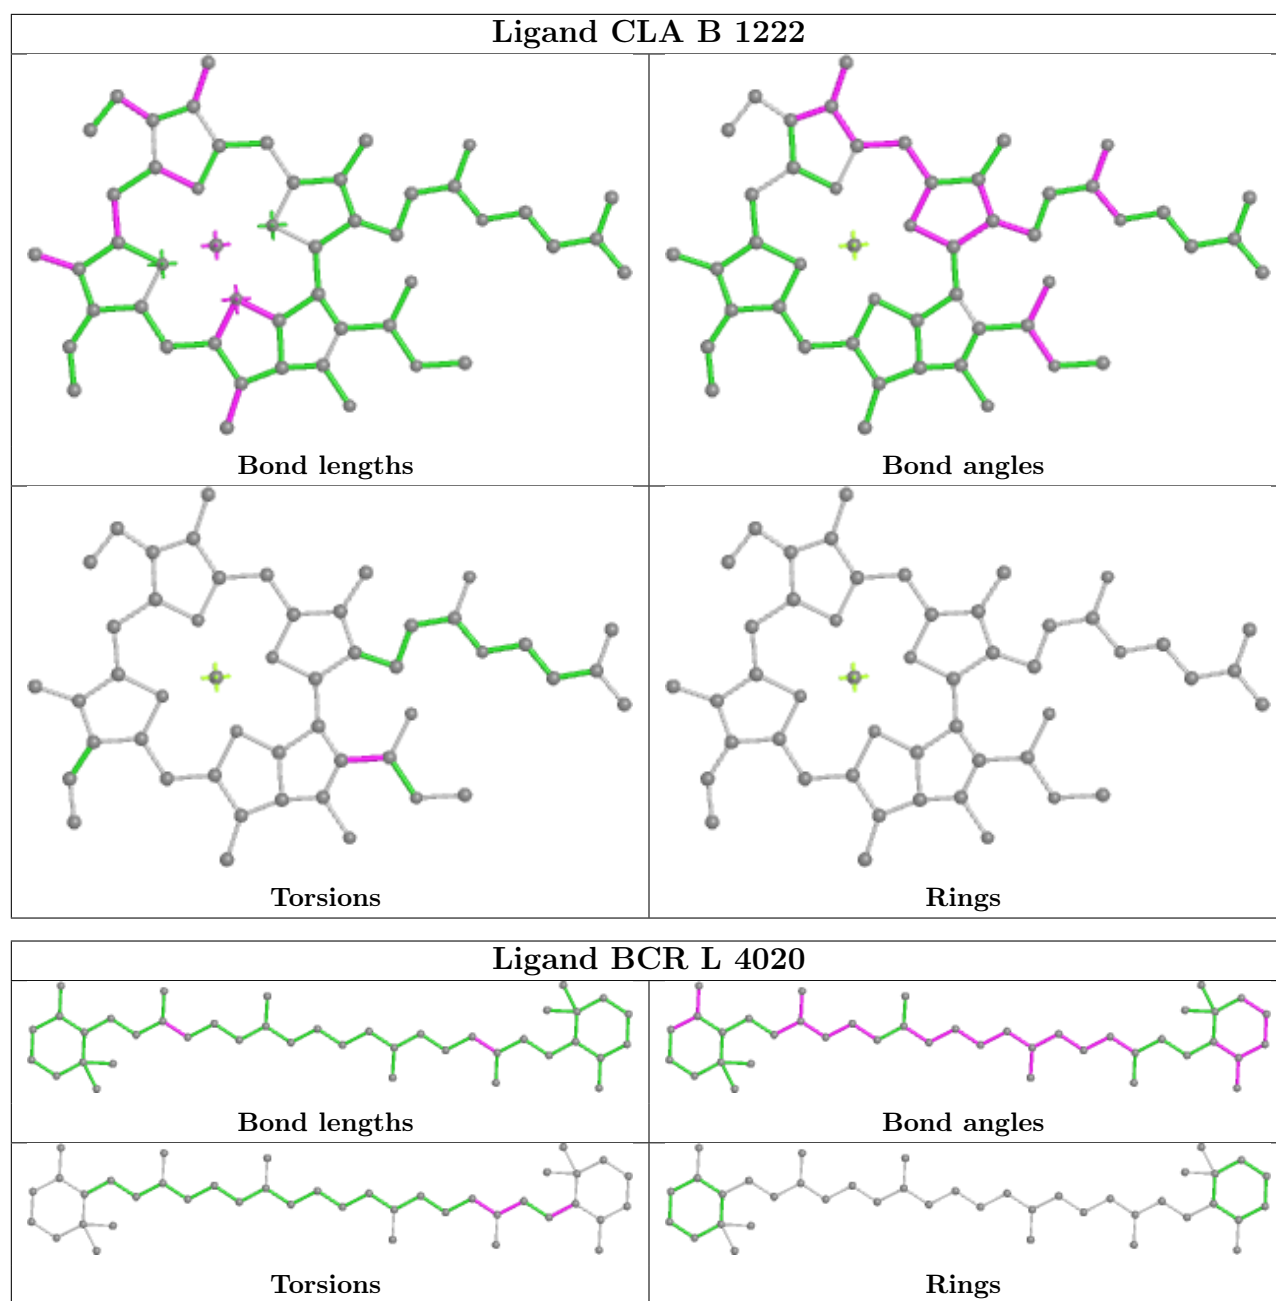 Ligand CLA B 1222
Bond lengths
Bond angles
Torsions
Rings
Ligand BCR L 4020
Bond lengths
Bond angles
Torsions
Rings